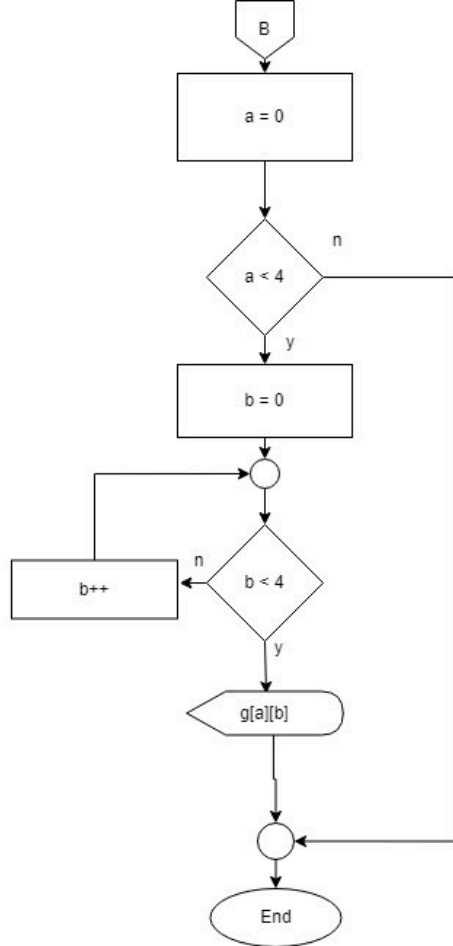 B
a = 0
n
a < 4
y
b = 0
n
b < 4
b++
y
g[a][b]
End